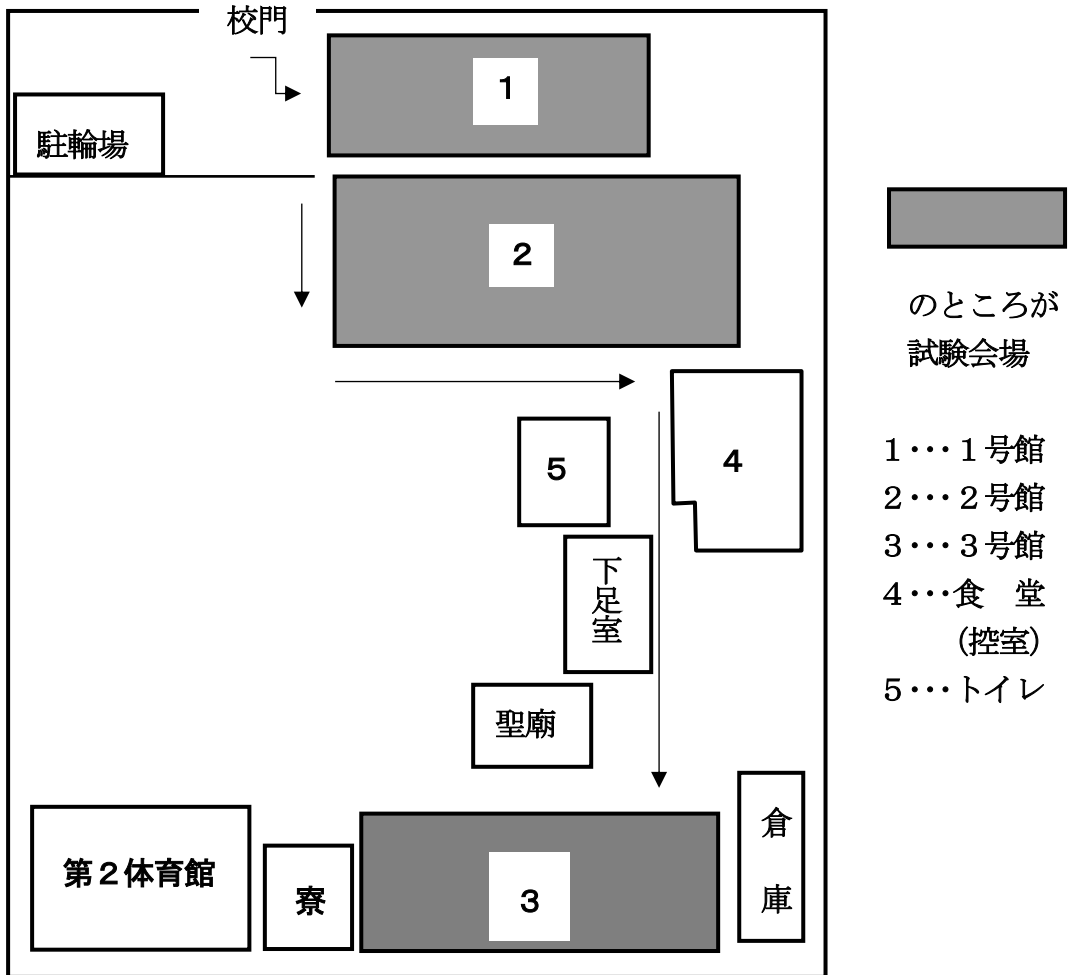 校門
1
駐輪場
2
のところが
試験会場
4
5
1・・・1号館
2・・・2号館
3・・・3号館
4・・・食　堂
（控室）
5・・・トイレ
下足室
聖廟
倉庫
第2体育館
寮
3